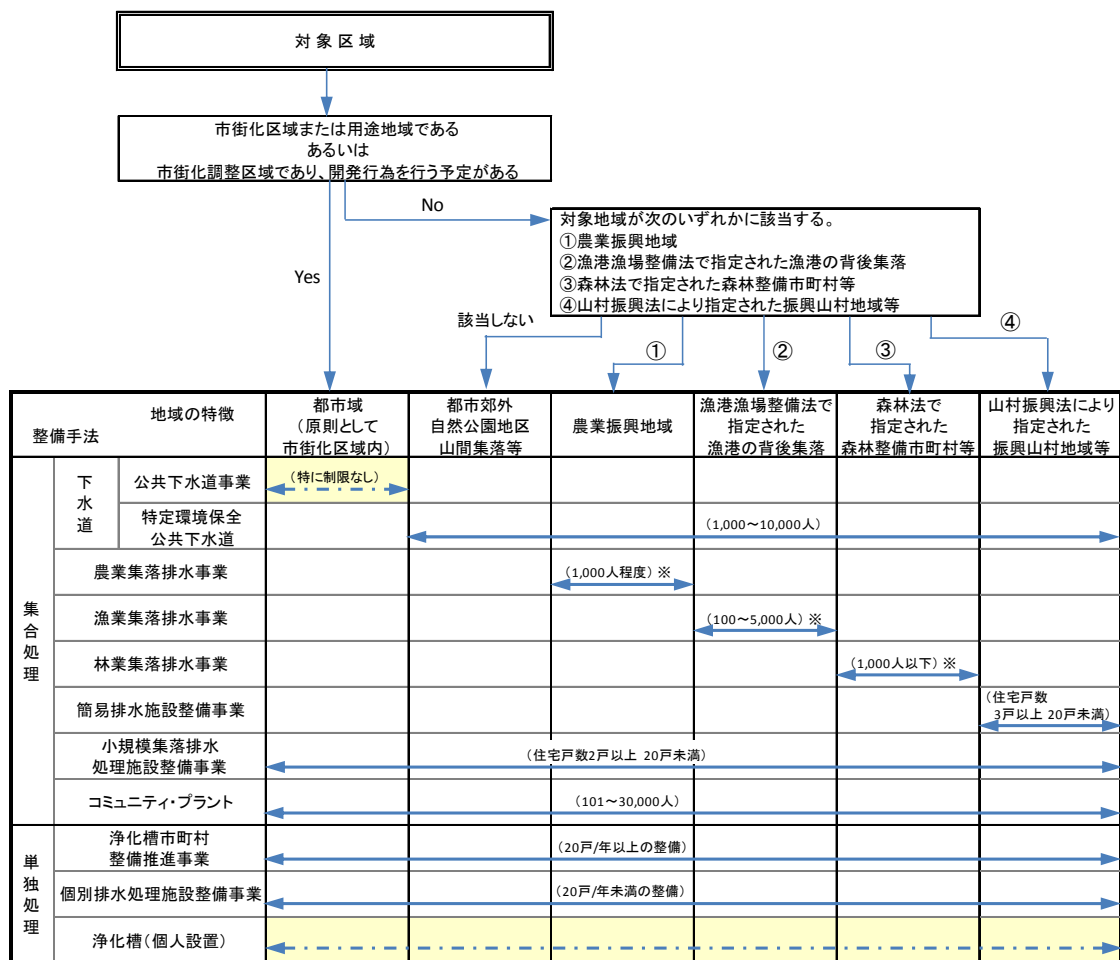 対象区域
市街化区域または用途地域である
あるいは
市街化調整区域であり、開発行為を行う予定がある
No
Yes
対象地域が次のいずれかに該当する。
①農業振興地域
②漁港漁場整備法で指定された漁港の背後集落
③森林法で指定された森林整備市町村等
④山村振興法により指定された振興山村地域等
該当しない
①
②
③
④
地域の特徴
整備手法
都市域
(原則として
市街化区域内)
都市郊外
自然公園地区
山間集落等
農業振興地域
漁港漁場整備法で
指定された
漁港の背後集落
森林法で
指定された
森林整備市町村等
山村振興法により
指定された
振興山村地域等
集合処理
下水道
公共下水道事業
(特に制限なし)
特定環境保全
公共下水道
(1,000～10,000人)
農業集落排水事業
(1,000人程度) ※
漁業集落排水事業
(100～5,000人) ※
林業集落排水事業
(1,000人以下) ※
簡易排水施設整備事業
(住宅戸数
3戸以上 20戸未満)
小規模集落排水
処理施設整備事業
(住宅戸数2戸以上 20戸未満)
コミュニティ・プラント
(101～30,000人)
単独処理
浄化槽市町村
整備推進事業
(20戸/年以上の整備)
個別排水処理施設整備事業
(20戸/年未満の整備)
浄化槽(個人設置)